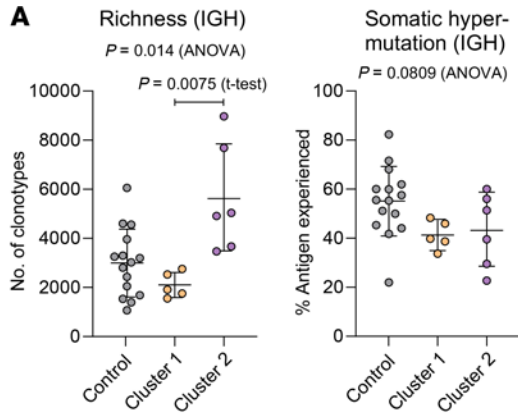 A
Richness (IGH)
P = 0.014 (ANOVA)
P = 0.0075 (t-test)
No. of clonotypes
10000
8000
6000
4000
2000
0
Control
Cluster 1
Cluster 2
Somatic hyper-
mutation (IGH)
P = 0.0809 (ANOVA)
% Antigen experienced
100
80
60
40
20
0
Control
Cluster 1
Cluster 2